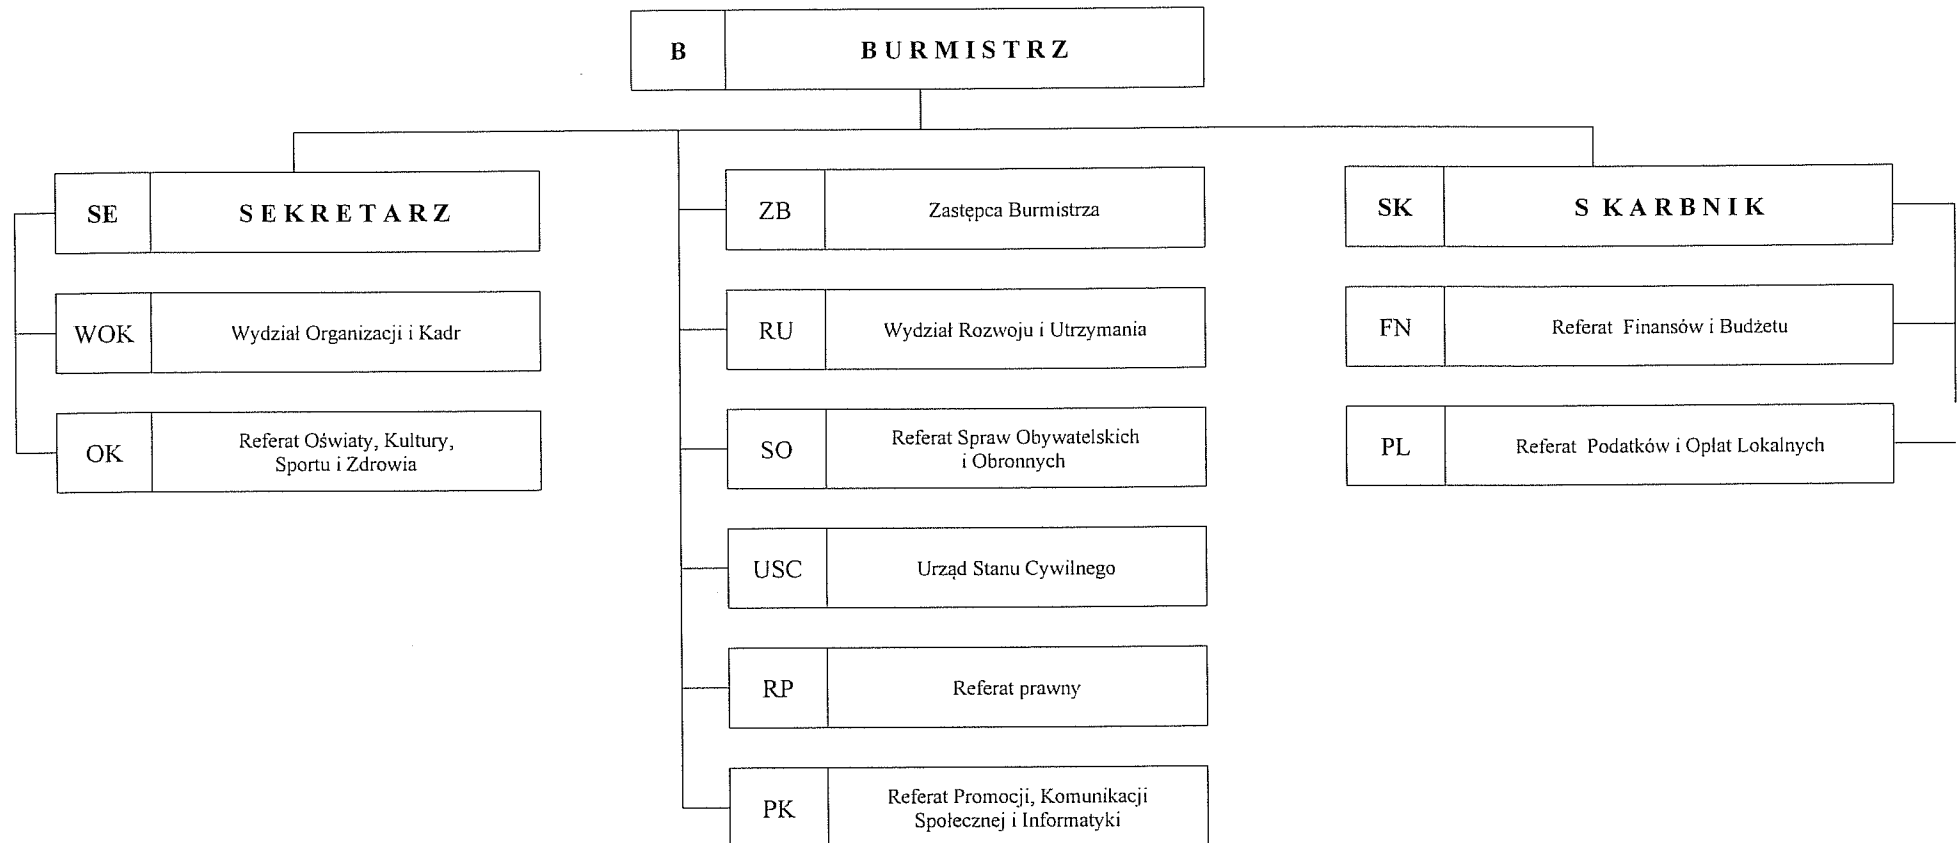 B BURMISTRZ
SE SEKRETARZ
WOK Wydział Organizacji i Kadr
OK Referat Oświaty, Kultury,
Sportu i Zdrowia
ZB Zastępca Burmistrza
RU Wydział Rozwoju i Utrzymania
SO Referat Spraw Obywatelskich
i Obronnych
USC Urząd Stanu Cywilnego
RP Referat prawny
PK Referat Promocji, Komunikacji
Społecznej i Informatyki
SK SKARBNIK
FN Referat Finansów i Budżetu
PL Referat Podatków i Opłat Lokalnych